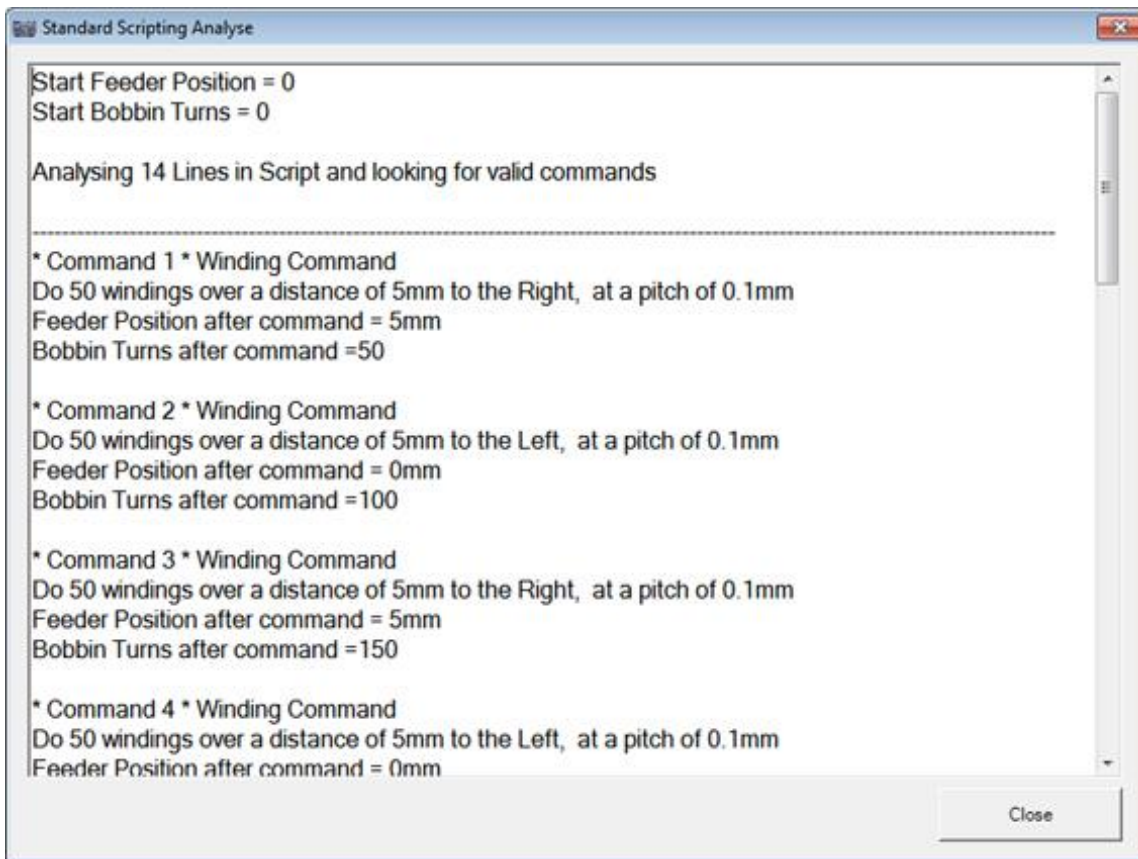 Standard Scripting Analyse
Start Feeder Position = 0
Start Bobbin Turns = 0
Analysing 14 Lines in Script and looking for valid commands
-----------------------------------------------------------------------------------------------------------------------------
* Command 1 * Winding Command
Do 50 windings over a distance of 5mm to the Right,  at a pitch of 0.1mm
Feeder Position after command = 5mm
Bobbin Turns after command =50
* Command 2 * Winding Command
Do 50 windings over a distance of 5mm to the Left,  at a pitch of 0.1mm
Feeder Position after command = 0mm
Bobbin Turns after command =100
* Command 3 * Winding Command
Do 50 windings over a distance of 5mm to the Right,  at a pitch of 0.1mm
Feeder Position after command = 5mm
Bobbin Turns after command =150
* Command 4 * Winding Command
Do 50 windings over a distance of 5mm to the Left,  at a pitch of 0.1mm
Feeder Position after command = 0mm
Close